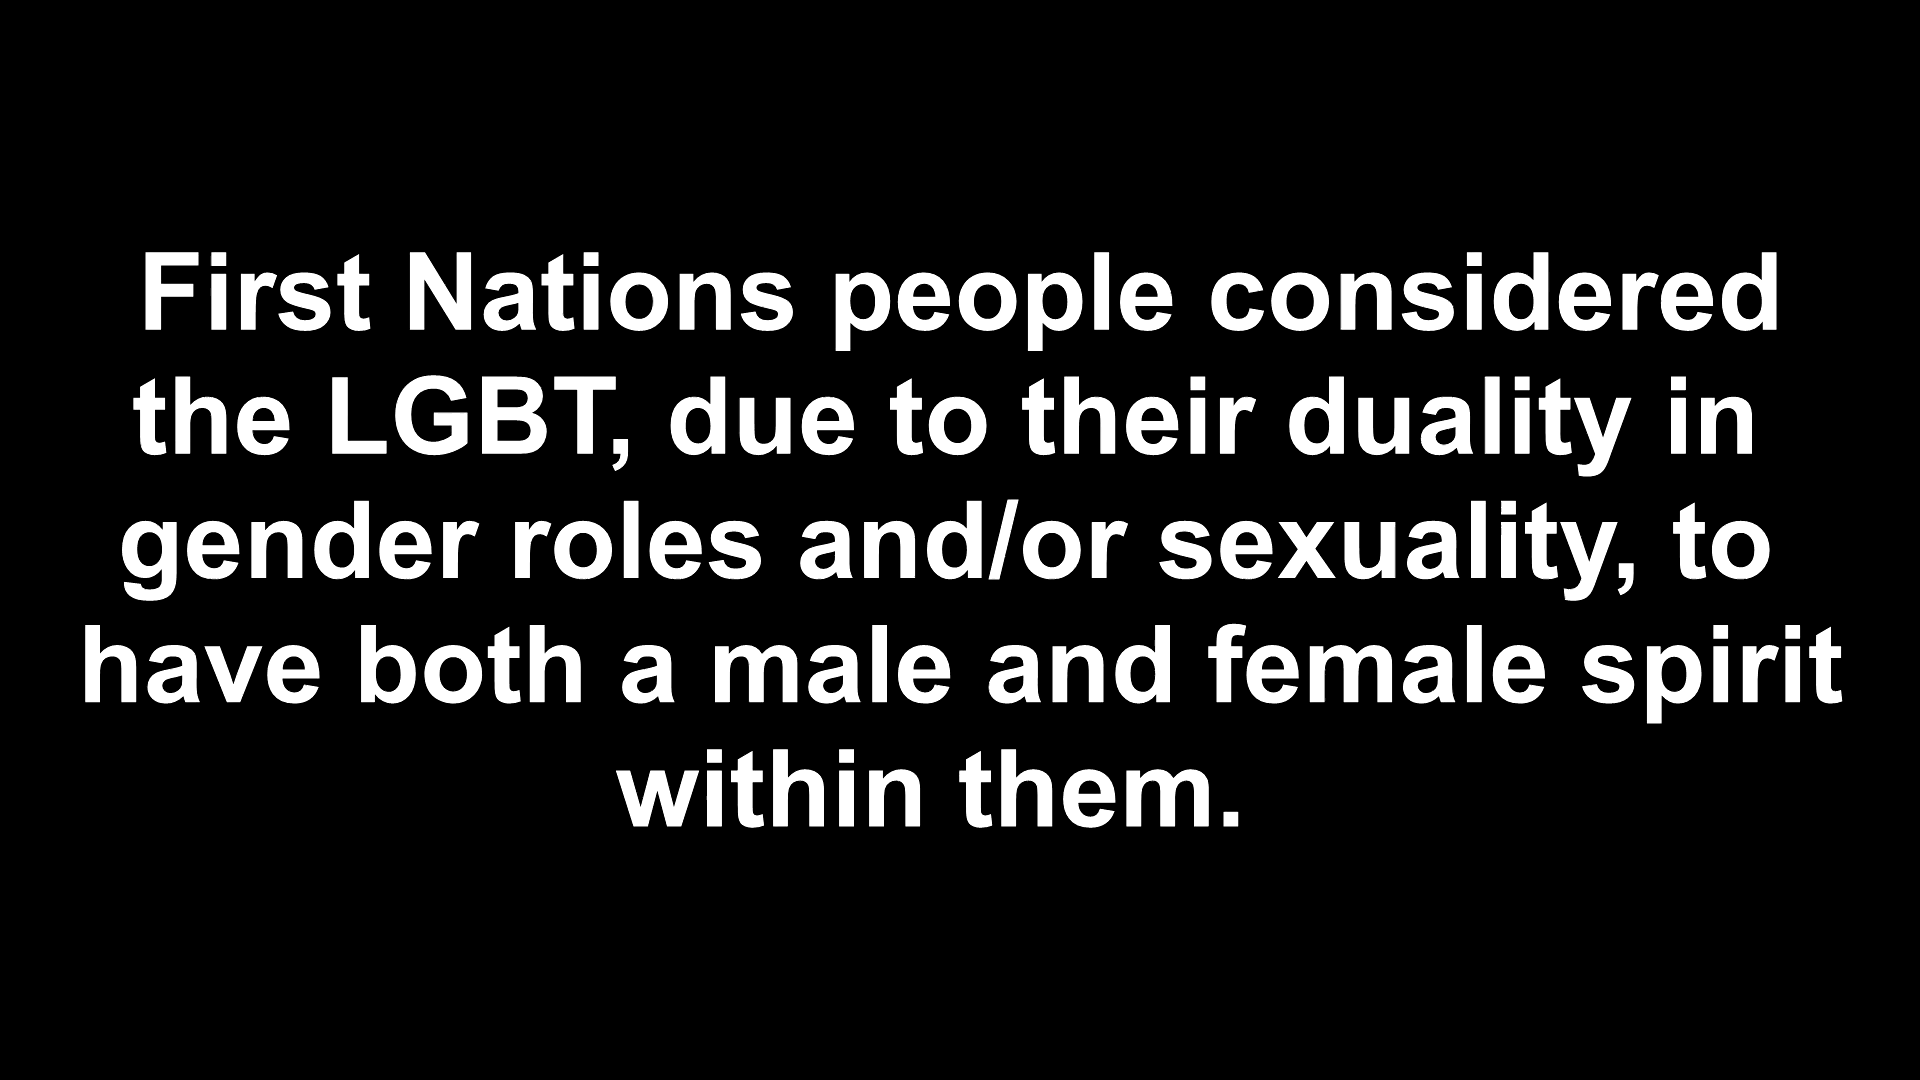 First Nations people considered
the LGBT, due to their duality in
gender roles and/or sexuality, to
have both a male and female spirit
within them.